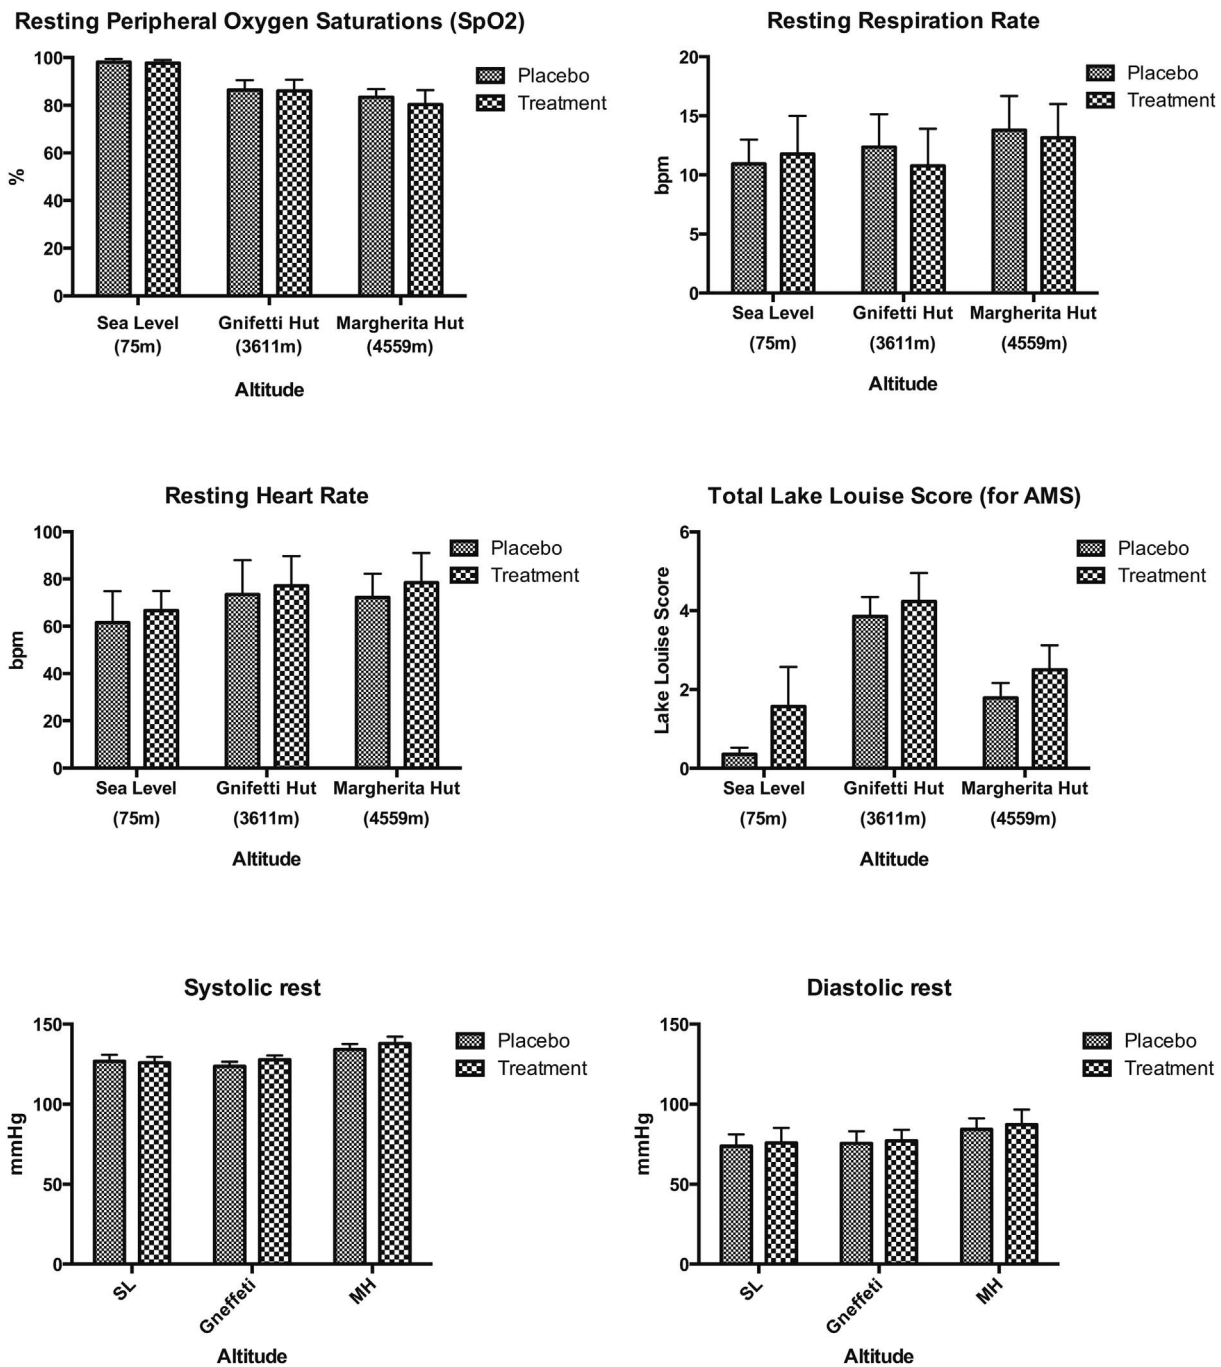 Resting Peripheral Oxygen Saturations (SpO2)
100
80
60
40
20
0
%
Placebo
Treatment
Sea Level Gnifetti Hut Margherita Hut
(75m) (3611m) (4559m)
Altitude
Resting Respiration Rate
20
15
10
5
0
bpm
Placebo
Treatment
Sea Level Gnifetti Hut Margherita Hut
(75m) (3611m) (4559m)
Altitude
Resting Heart Rate
100
80
60
40
20
0
bpm
Placebo
Treatment
Sea Level Gnifetti Hut Margherita Hut
(75m) (3611m) (4559m)
Altitude
Total Lake Louise Score (for AMS)
6
4
2
0
Lake Louise Score
Placebo
Treatment
Sea Level Gnifetti Hut Margherita Hut
(75m) (3611m) (4559m)
Altitude
Systolic rest
150
100
50
0
mmHg
Placebo
Treatment
SL Gneffeti MH
Altitude
Diastolic rest
150
100
50
0
mmHg
Placebo
Treatment
SL Gneffeti MH
Altitude